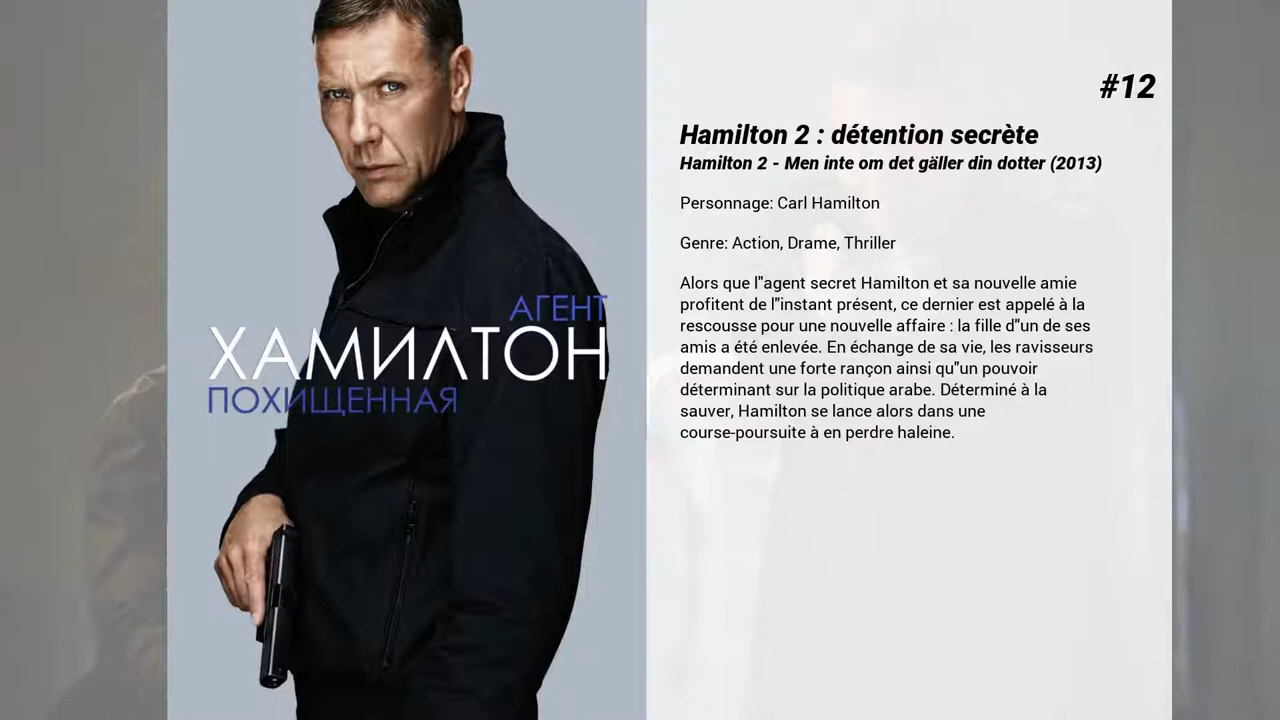 АГЕНТ
ХАМИЛТОН
ПОХИЩЕННАЯ
#12
Hamilton 2 : détention secrète
Hamilton 2 - Men inte om det gäller din dotter (2013)
Personnage: Carl Hamilton
Genre: Action, Drame, Thriller
Alors que l"agent secret Hamilton et sa nouvelle amie
profitent de l"instant présent, ce dernier est appelé à la
rescousse pour une nouvelle affaire : la fille d"un de ses
amis a été enlevée. En échange de sa vie, les ravisseurs
demandent une forte rançon ainsi qu"un pouvoir
déterminant sur la politique arabe. Déterminé à la
sauver, Hamilton se lance alors dans une
course-poursuite à en perdre haleine.